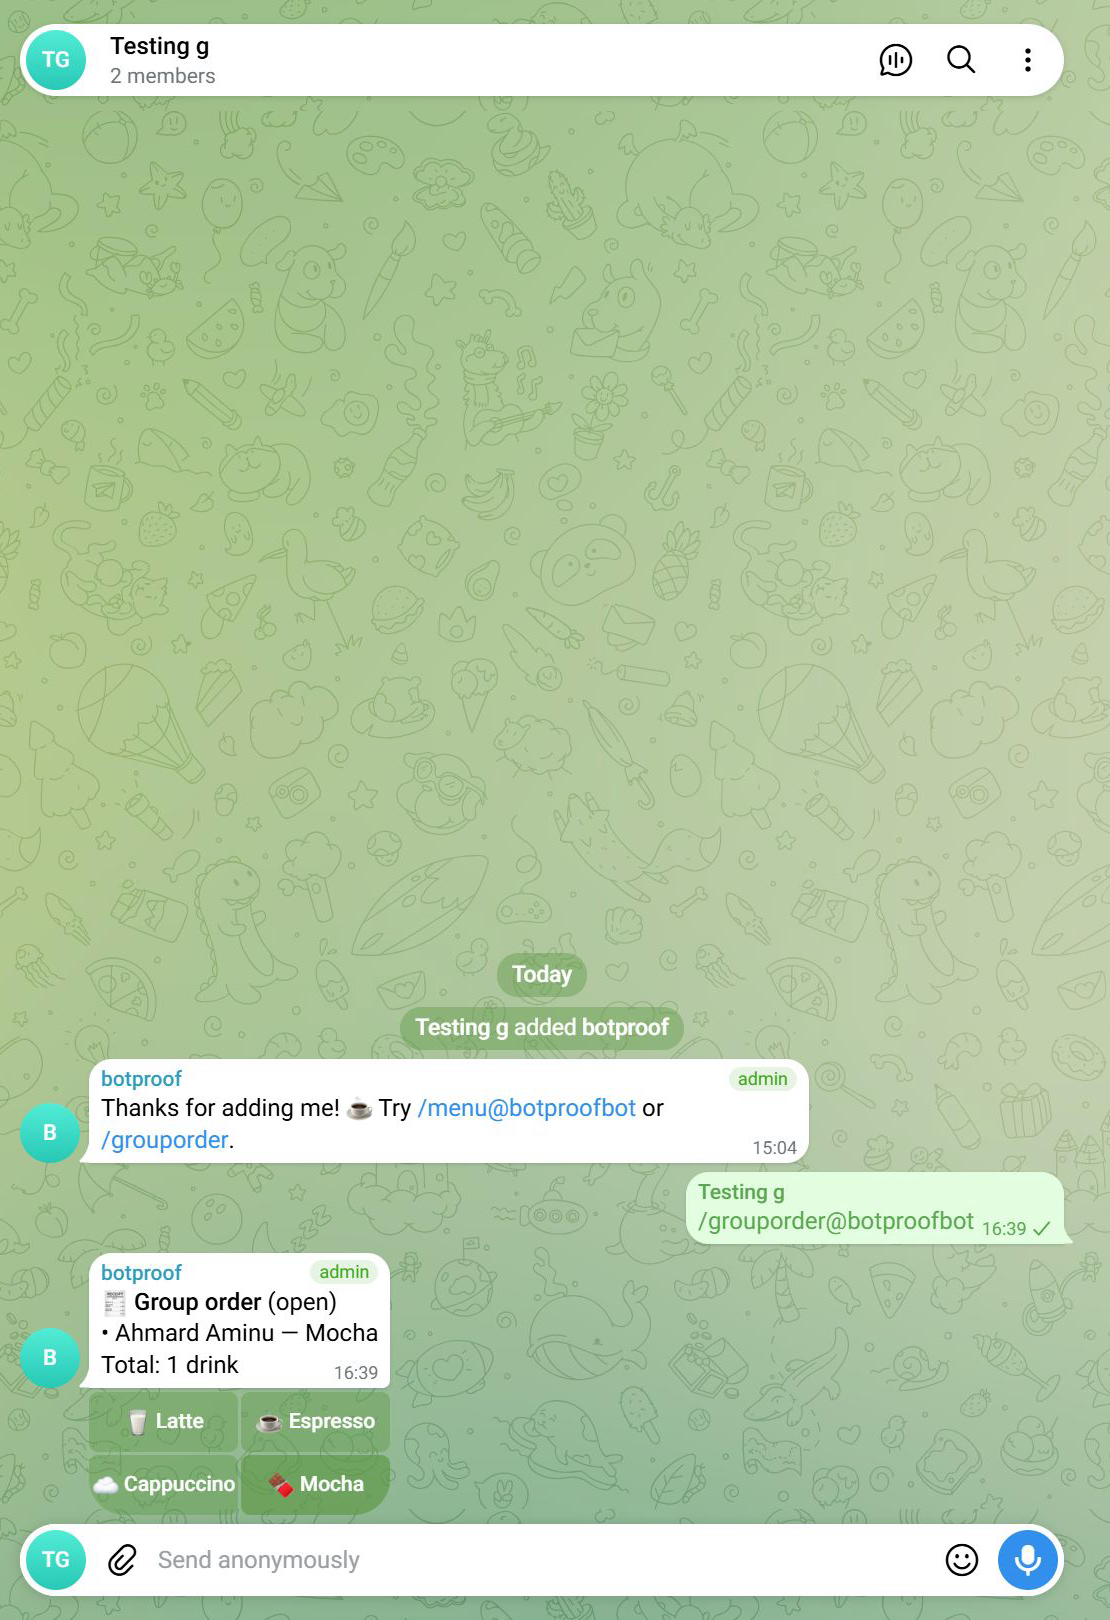 TG
Testing g
2 members
Today
Testing g added botproof
botproof admin
Thanks for adding me! ☕ Try /menu@botproofbot or
/grouporder.
15:04
B
Testing g
/grouporder@botproofbot 16:39
botproof admin
🧾 Group order (open)
• Ahmard Aminu — Mocha
Total: 1 drink
16:39
B
🥛 Latte
☕ Espresso
☁️ Cappuccino
🍫 Mocha
TG
Send anonymously